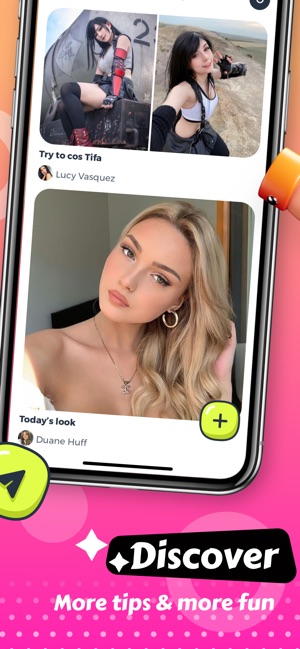 2
Try to cos Tifa
Lucy Vasquez
Today's look
Duane Huff
Discover
More tips & more fun